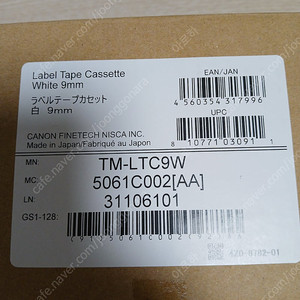 Label Tape Cassette
White 9mm
ラベルテープカセット
白 9mm
EAN/JAN
4 560354 317996
UPC
8 10771 03091
CANON FINETECH NISCA INC.
Made in Japan/Fabriqué au Japon
MN: TM-LTC9W
MC: 5061C002[AA]
LN: 31106101
GS1-128: